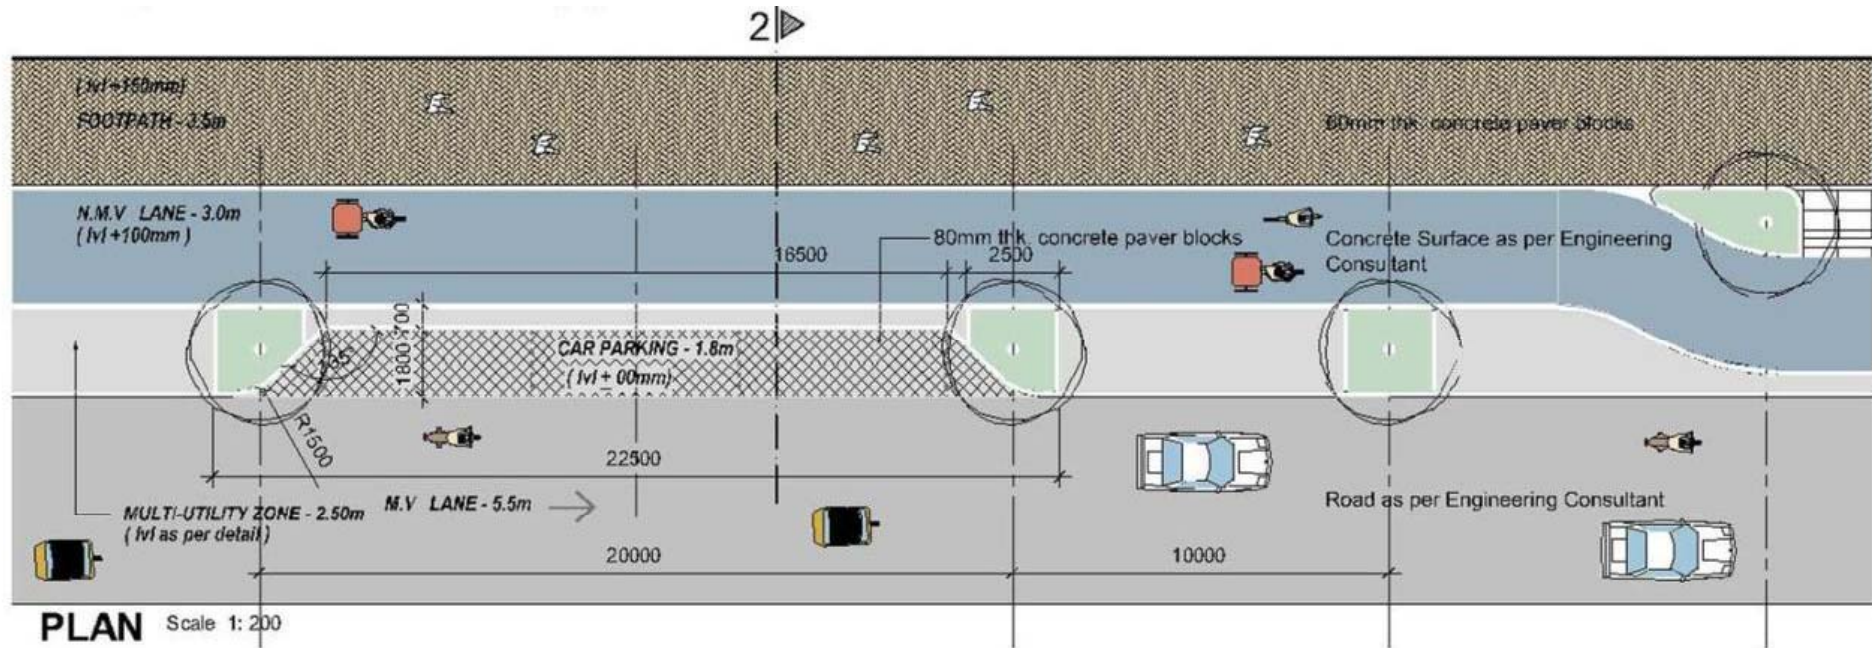 2
( lvl +150mm)
FOOTPATH - 3.5m
60mm thk. concrete paver blocks
N.M.V LANE - 3.0m
( lvl +100mm )
80mm thk. concrete paver blocks
16500
2500
Concrete Surface as per Engineering
Consultant
700
1800
135°
CAR PARKING - 1.8m
( lvl ± 00mm)
R1500
22500
MULTI-UTILITY ZONE - 2.50m
( lvl as per detail )
M.V LANE - 5.5m
Road as per Engineering Consultant
20000
10000
PLAN Scale 1: 200